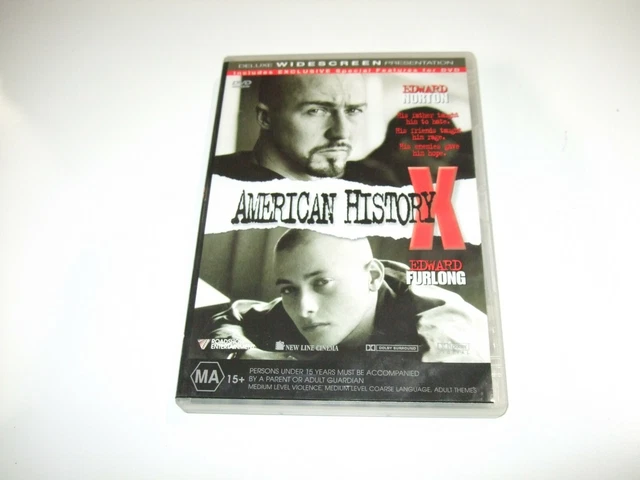 DELUXE WIDESCREEN PRESENTATION
Includes EXCLUSIVE Special Features for DVD
DVD
EDWARD
NORTON
His father taught
him to hate.
His friends taught
him rage.
His enemies give
him hope.
AMERICAN HISTORY X
EDWARD
FURLONG
ROADSHOW
ENTERTAINMENT
NEW LINE CINEMA
DOLBY SURROUND
MA 15+
PERSONS UNDER 15 YEARS MUST BE ACCOMPANIED
BY A PARENT OR ADULT GUARDIAN
MEDIUM LEVEL VIOLENCE, MEDIUM LEVEL COARSE LANGUAGE, ADULT THEMES